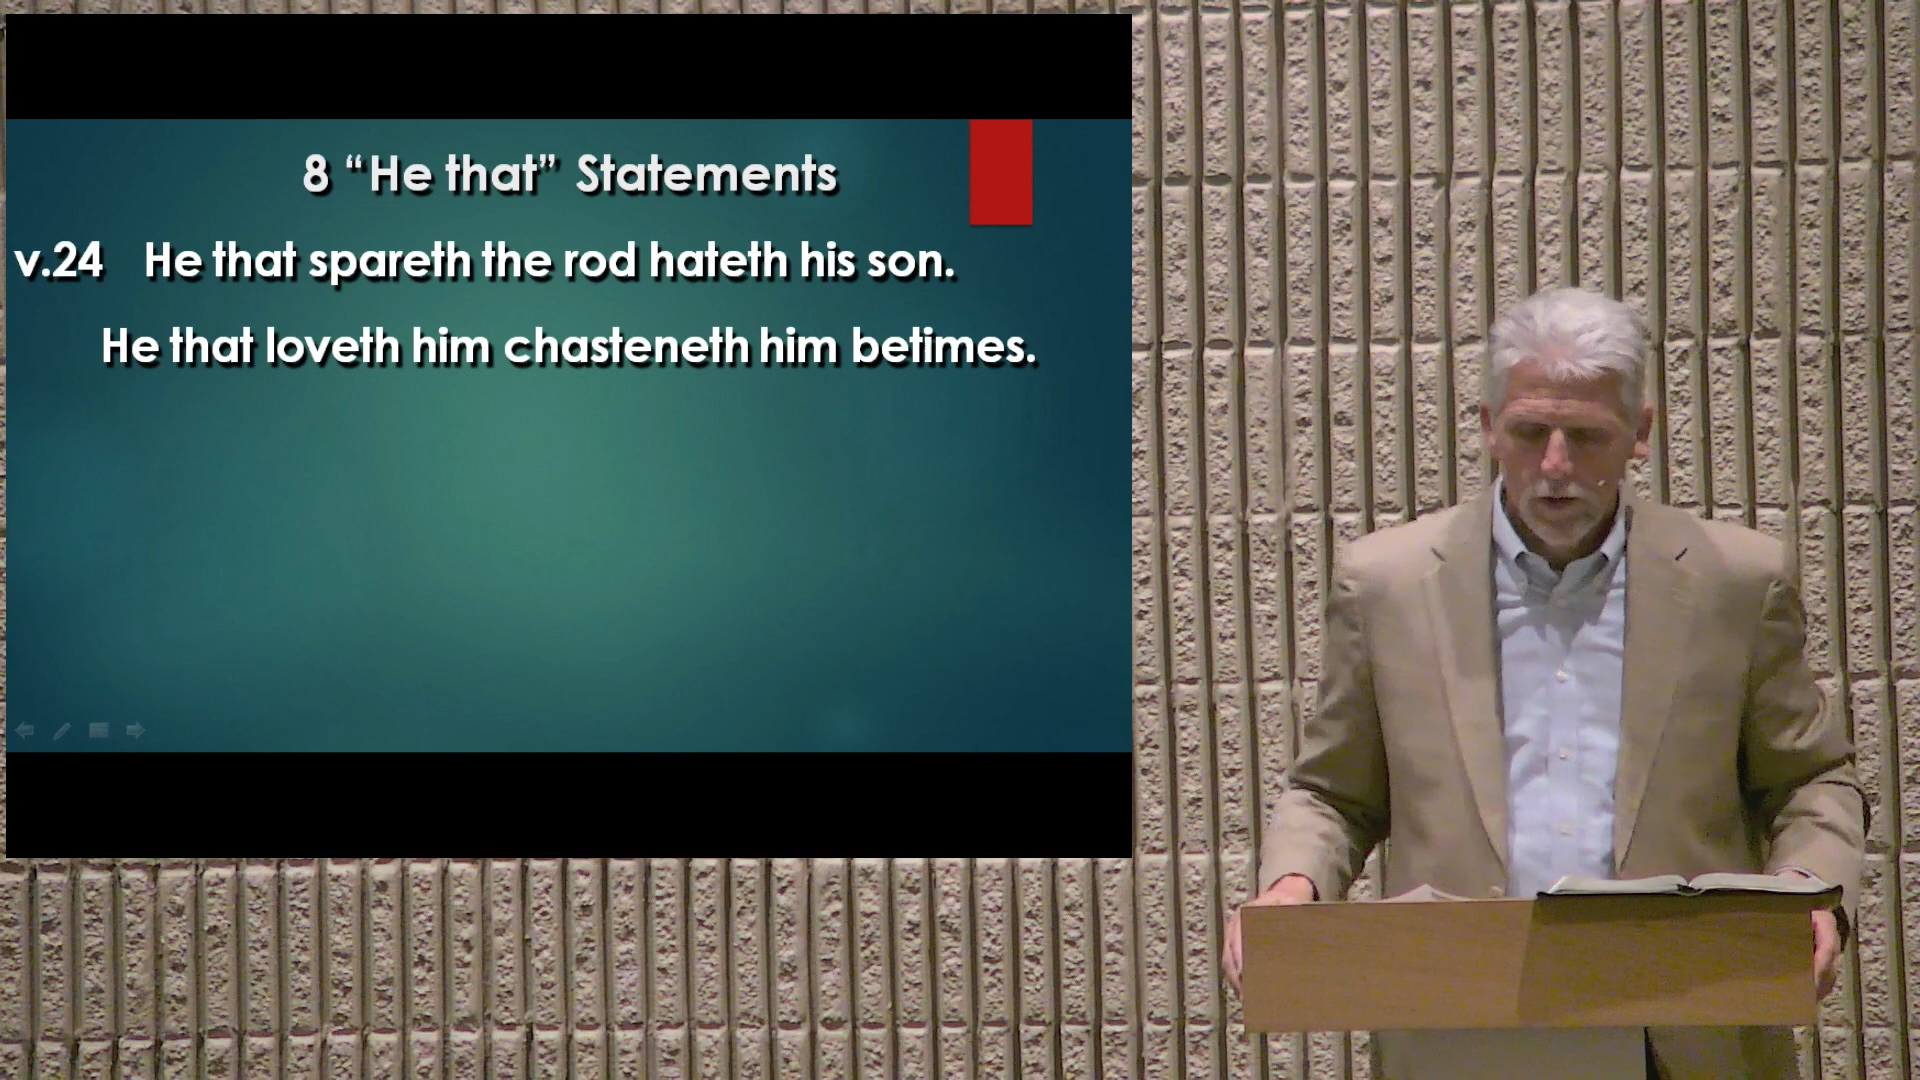 8 “He that” Statements
v.24 He that spareth the rod hateth his son.
He that loveth him chasteneth him betimes.